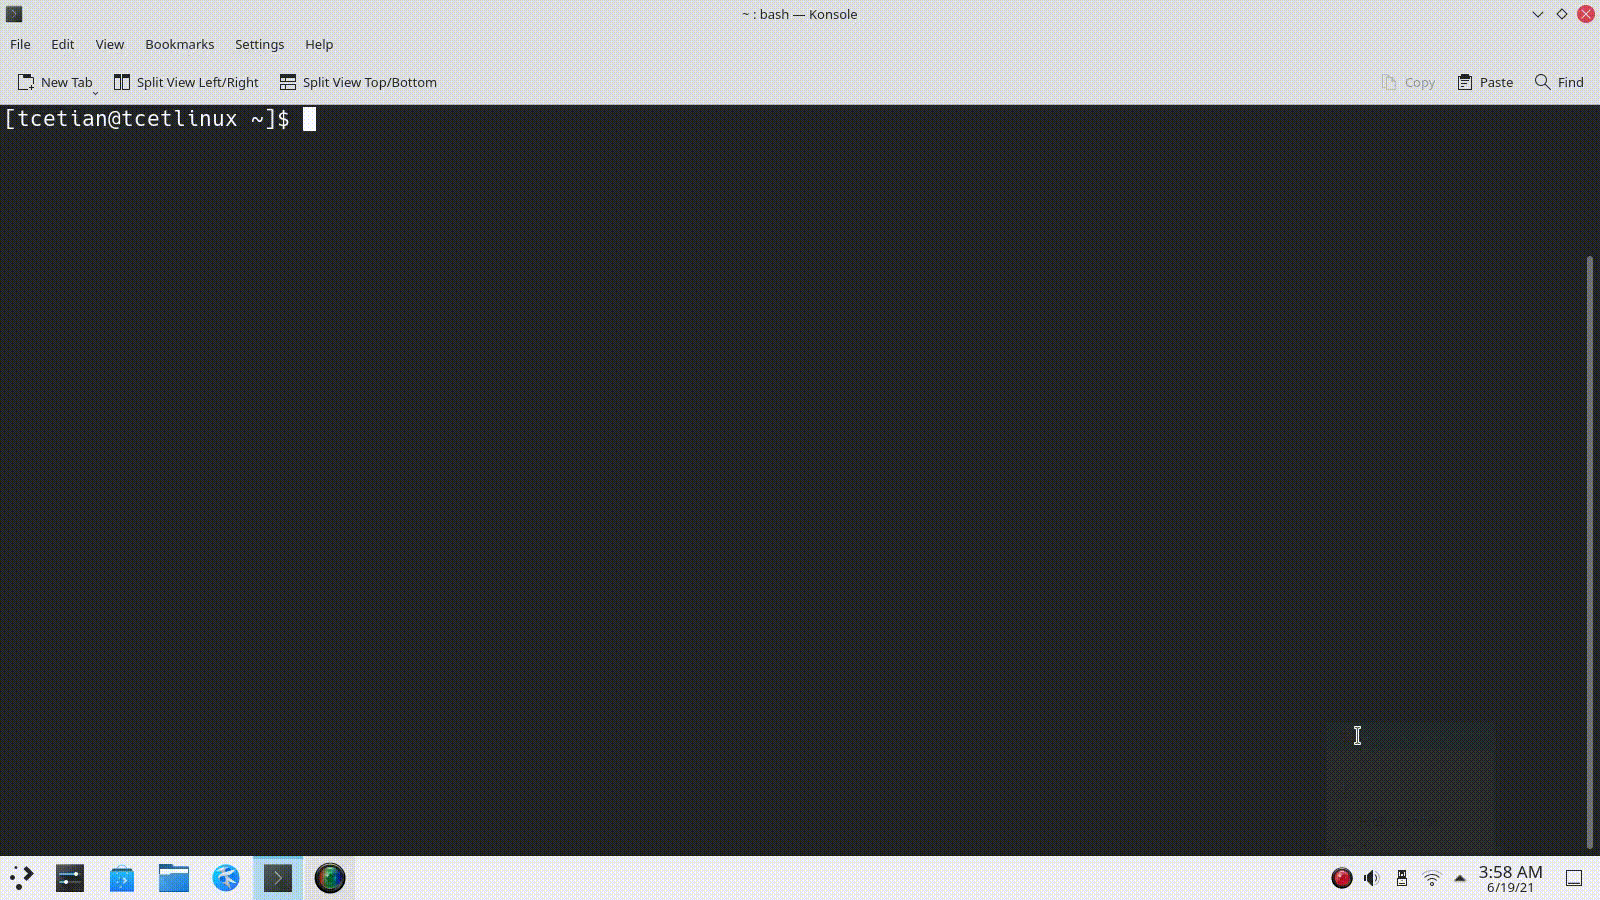 ~ : bash — Konsole
File Edit View Bookmarks Settings Help
New Tab Split View Left/Right Split View Top/Bottom Copy Paste Find
[tcetian@tcetlinux ~]$
3:58 AM
6/19/21